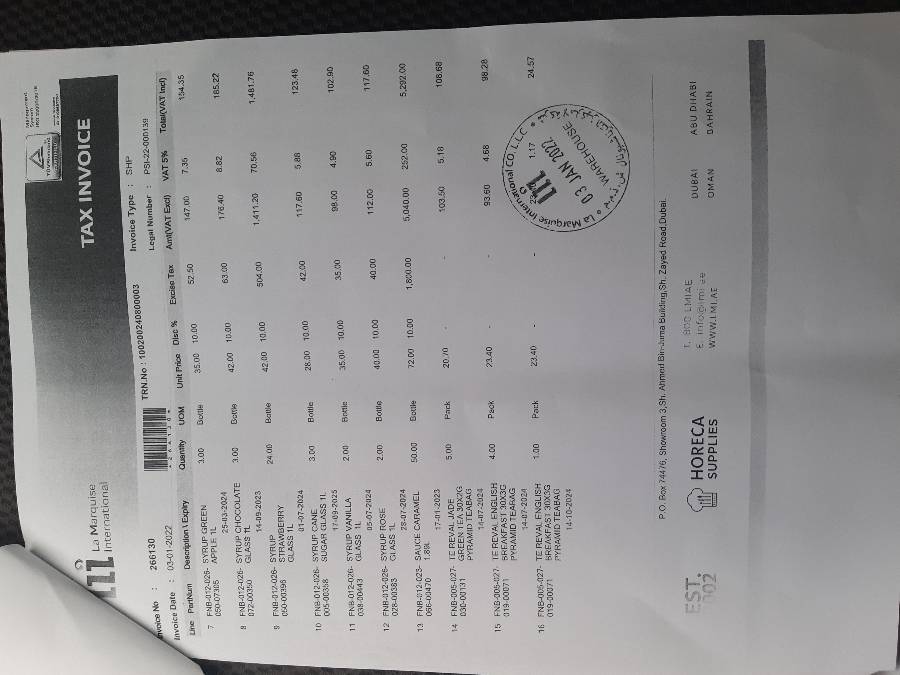 La Marquise
International
TAX INVOICE
Invoice No : 266130
TRN.No : 100200240800003
Invoice Type : SHP
Invoice Date : 03-01-2022
Legal Number : PSI-22-000139
Line PartNum Description \ Expiry Quantity UOM Unit Price Disc % Excise Tax Amt(VAT Excl) VAT 5% Total(VAT Incl)
7 FNB-012-026- SYRUP GREEN 3.00 Bottle 35.00 10.00 52.50 147.00 7.35 154.35
050-07305 APPLE 1L 25-03-2024
8 FNB-012-026- SYRUP CHOCOLATE 3.00 Bottle 42.00 10.00 63.00 176.40 8.82 185.22
072-00350 GLASS 1L 14-09-2023
9 FNB-012-026- SYRUP 24.00 Bottle 42.00 10.00 504.00 1,411.20 70.56 1,481.76
050-00396 STRAWBERRY
GLASS 1L 01-07-2024
10 FNB-012-026- SYRUP CANE 3.00 Bottle 28.00 10.00 42.00 117.60 5.88 123.48
005-00358 SUGAR GLASS 1L
11-09-2025
11 FNB-012-026- SYRUP VANILLA 2.00 Bottle 35.00 10.00 35.00 98.00 4.90 102.90
038-00443 GLASS 1L 05-07-2024
12 FNB-012-026- SYRUP ROSE 2.00 Bottle 40.00 10.00 40.00 112.00 5.60 117.60
028-00383 GLASS 1L 28-07-2024
13 FNB-012-023- SAUCE CARAMEL 50.00 Bottle 72.00 10.00 1,800.00 5,040.00 252.00 5,292.00
066-00470 1.89L 17-01-2023
14 FNB-005-027- TE REVAL JADE 5.00 Pack 20.70 - - 103.50 5.18 108.68
030-00131 GREEN TEA 30X2G
PYRAMID TEABAG
14-07-2024
15 FNB-005-027- TE REVAL ENGLISH 4.00 Pack 23.40 - - 93.60 4.68 98.28
019-00071 BREAKFAST 30X3G
PYRAMID TEABAG
14-07-2024
16 FNB-005-027- TE REVAL ENGLISH 1.00 Pack 23.40 - - 1.17 24.57
019-00071 BREAKFAST 30X3G
PYRAMID TEABAG
14-10-2024
La Marquise International CO, LLC
03 JAN 2022
WAREHOUSE
P.O. Box 74476, Showroom 3,Sh. Ahmed Bin-Juma Building,Sh. Zayed Road,Dubai.
EST.
2002
HORECA
SUPPLIES
T. 800 LMIAE
E. info@lmi.ae
WWW.LMI.AE
DUBAI ABU DHABI
OMAN BAHRAIN